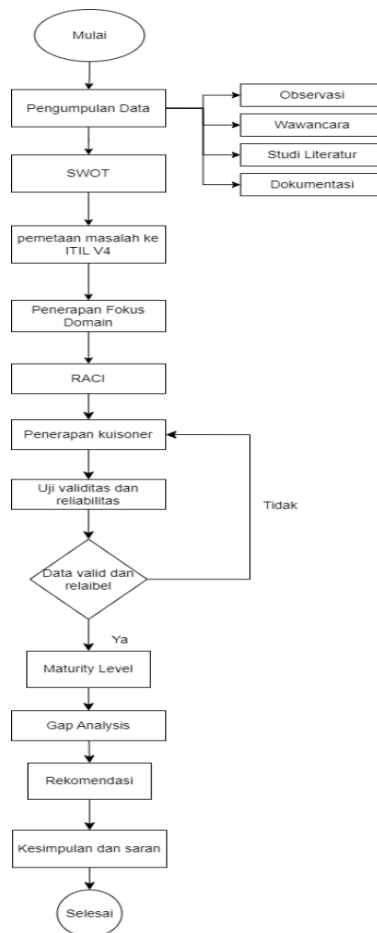 Mulai
Pengumpulan Data
Observasi
Wawancara
Studi Literatur
Dokumentasi
SWOT
pemetaan masalah ke
ITIL V4
Penerapan Fokus
Domain
RACI
Penerapan kuisoner
Uji validitas dan
reliabilitas
Tidak
Data valid dan
relaibel
Ya
Maturity Level
Gap Analysis
Rekomendasi
Kesimpulan dan saran
Selesai